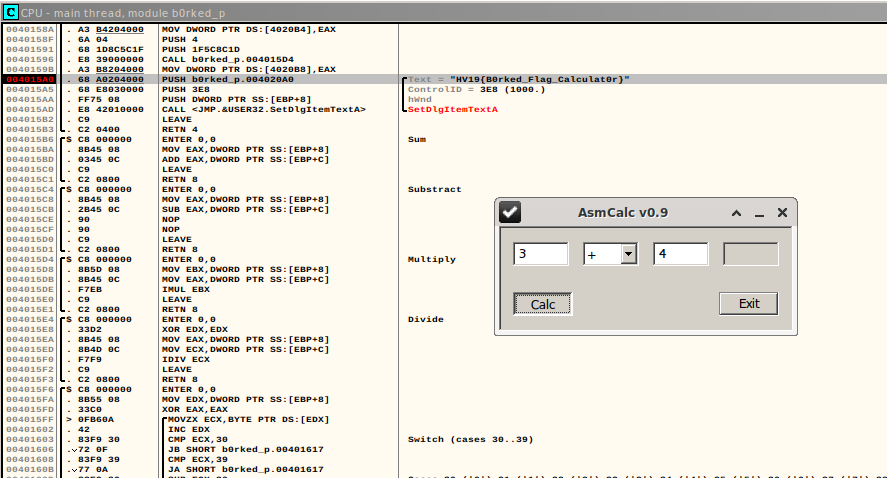 C CPU - main thread, module b0rked_p
0040158A . A3 B4204000 MOV DWORD PTR DS:[4020B4],EAX
0040158F . 6A 04 PUSH 4
00401591 . 68 1D8C5C1F PUSH 1F5C8C1D
00401596 . E8 39000000 CALL b0rked_p.004015D4
0040159B . A3 B8204000 MOV DWORD PTR DS:[4020B8],EAX
004015A0 . 68 A0204000 PUSH b0rked_p.004020A0 Text = "HV19{B0rked_Flag_Calculat0r}"
004015A5 . 68 E8030000 PUSH 3E8 ControlID = 3E8 (1000.)
004015AA . FF75 08 PUSH DWORD PTR SS:[EBP+8] hWnd
004015AD . E8 42010000 CALL <JMP.&USER32.SetDlgItemTextA> SetDlgItemTextA
004015B2 . C9 LEAVE
004015B3 . C2 0400 RETN 4
004015B6 $ C8 000000 ENTER 0,0 Sum
004015BA . 8B45 08 MOV EAX,DWORD PTR SS:[EBP+8]
004015BD . 0345 0C ADD EAX,DWORD PTR SS:[EBP+C]
004015C0 . C9 LEAVE
004015C1 . C2 0800 RETN 8
004015C4 $ C8 000000 ENTER 0,0 Substract
004015C8 . 8B45 08 MOV EAX,DWORD PTR SS:[EBP+8]
004015CB . 2B45 0C SUB EAX,DWORD PTR SS:[EBP+C]
004015CE . 90 NOP
004015CF . 90 NOP
004015D0 . C9 LEAVE
004015D1 . C2 0800 RETN 8
004015D4 $ C8 000000 ENTER 0,0 Multiply
004015D8 . 8B5D 08 MOV EBX,DWORD PTR SS:[EBP+8]
004015DB . 8B45 0C MOV EAX,DWORD PTR SS:[EBP+C]
004015DE . F7EB IMUL EBX
004015E0 . C9 LEAVE
004015E1 . C2 0800 RETN 8
004015E4 $ C8 000000 ENTER 0,0 Divide
004015E8 . 33D2 XOR EDX,EDX
004015EA . 8B45 08 MOV EAX,DWORD PTR SS:[EBP+8]
004015ED . 8B4D 0C MOV ECX,DWORD PTR SS:[EBP+C]
004015F0 . F7F9 IDIV ECX
004015F2 . C9 LEAVE
004015F3 . C2 0800 RETN 8
004015F6 $ C8 000000 ENTER 0,0
004015FA . 8B55 08 MOV EDX,DWORD PTR SS:[EBP+8]
004015FD . 33C0 XOR EAX,EAX
004015FF > 0FB60A MOVZX ECX,BYTE PTR DS:[EDX]
00401602 . 42 INC EDX
00401603 . 83F9 30 CMP ECX,30 Switch (cases 30..39)
00401606 . 72 0F JB SHORT b0rked_p.00401617
00401608 . 83F9 39 CMP ECX,39
0040160B . 77 0A JA SHORT b0rked_p.00401617
AsmCalc v0.9
3 + 4
Calc Exit